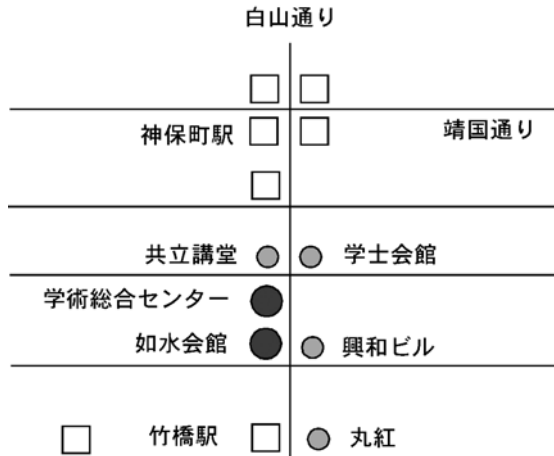 白山通り
神保町駅
靖国通り
共立講堂
学士会館
学術総合センター
如水会館
興和ビル
竹橋駅
丸紅